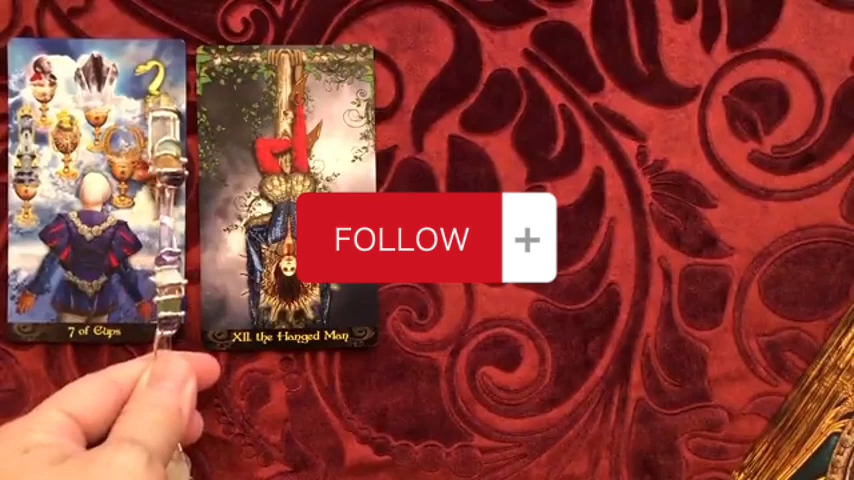 FOLLOW +
7 of Cups
XII. the Hanged Man